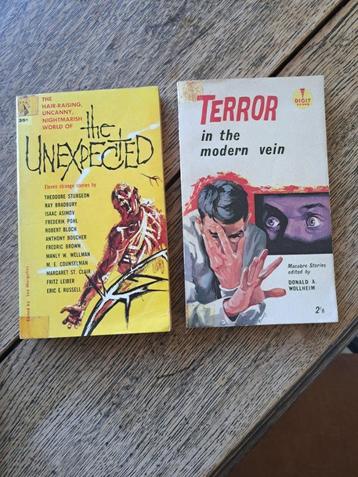 THE
HAIR-RAISING,
UNCANNY,
NIGHTMARISH
WORLD OF
35¢
the
UNEXPECTED
Eleven strange stories by
THEODORE STURGEON
RAY BRADBURY
ISAAC ASIMOV
FREDERIK POHL
ROBERT BLOCH
ANTHONY BOUCHER
FREDRIC BROWN
MANLY W. WELLMAN
M. E. COUNSELMAN
MARGARET ST. CLAIR
FRITZ LEIBER
ERIC F. RUSSELL
DIGIT
BOOKS
TERROR
in the
modern vein
Macabre Stories
edited by
DONALD A.
WOLLHEIM
2'6